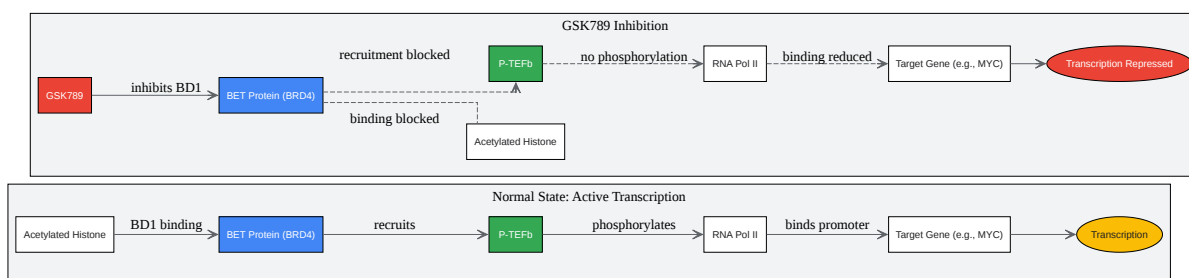 GSK789 Inhibition
recruitment blocked
P-TEFb
no phosphorylation
RNA Pol II
binding reduced
Target Gene (e.g., MYC)
Transcription Repressed
GSK789
inhibits BD1
BET Protein (BRD4)
binding blocked
Acetylated Histone
Normal State: Active Transcription
Acetylated Histone
BD1 binding
BET Protein (BRD4)
recruits
P-TEFb
phosphorylates
RNA Pol II
binds promoter
Target Gene (e.g., MYC)
Transcription